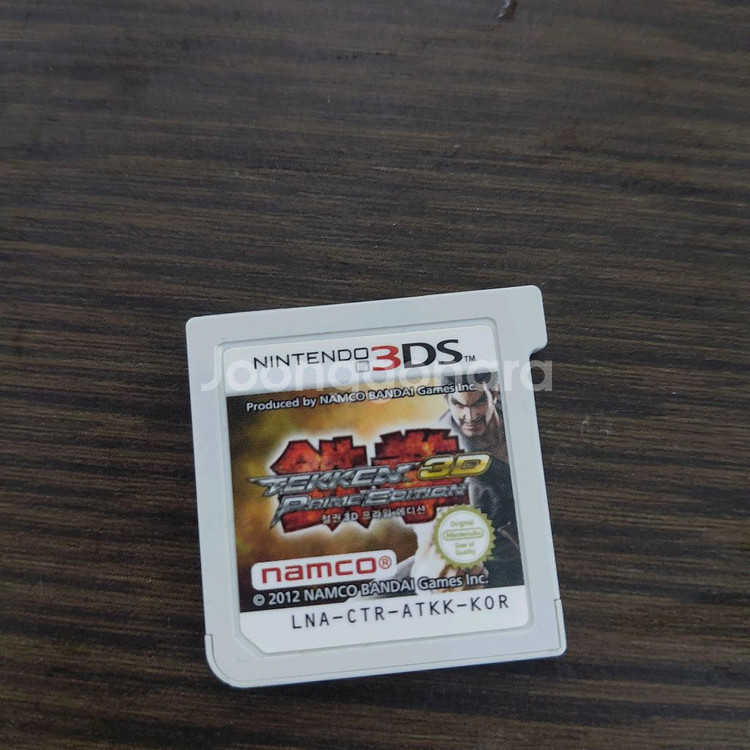 NINTENDO 3DS TM
Joonggonara
Produced by NAMCO BANDAI Games Inc.
鉄拳
TEKKEN 3D
PRIME EDITION
철권 3D 프라임 에디션
Original
Nintendo
Seal of
Quality
namco®
© 2012 NAMCO BANDAI Games Inc.
LNA-CTR-ATKK-KOR